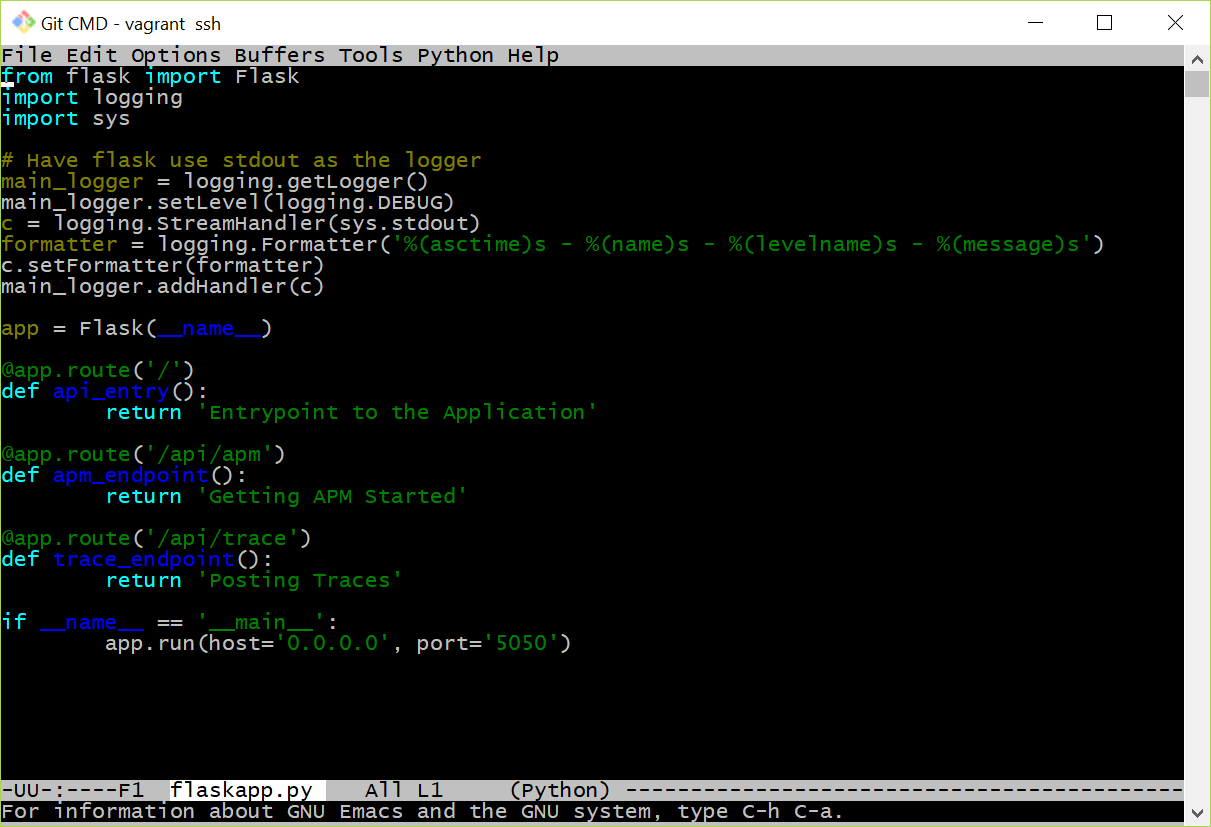 Git CMD - vagrant  ssh
File Edit Options Buffers Tools Python Help
from flask import Flask
import logging
import sys

# Have flask use stdout as the logger
main_logger = logging.getLogger()
main_logger.setLevel(logging.DEBUG)
c = logging.StreamHandler(sys.stdout)
formatter = logging.Formatter('%(asctime)s - %(name)s - %(levelname)s - %(message)s')
c.setFormatter(formatter)
main_logger.addHandler(c)

app = Flask(__name__)

@app.route('/')
def api_entry():
        return 'Entrypoint to the Application'

@app.route('/api/apm')
def apm_endpoint():
        return 'Getting APM Started'

@app.route('/api/trace')
def trace_endpoint():
        return 'Posting Traces'

if __name__ == '__main__':
        app.run(host='0.0.0.0', port='5050')

-UU-:----F1  flaskapp.py    All L1     (Python) -------------------------------------------
For information about GNU Emacs and the GNU system, type C-h C-a.